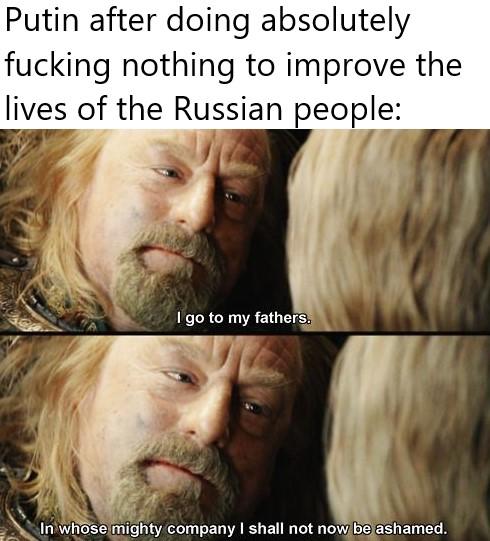 Putin after doing absolutely
fucking nothing to improve the
lives of the Russian people:
I go to my fathers.
In whose mighty company I shall not now be ashamed.